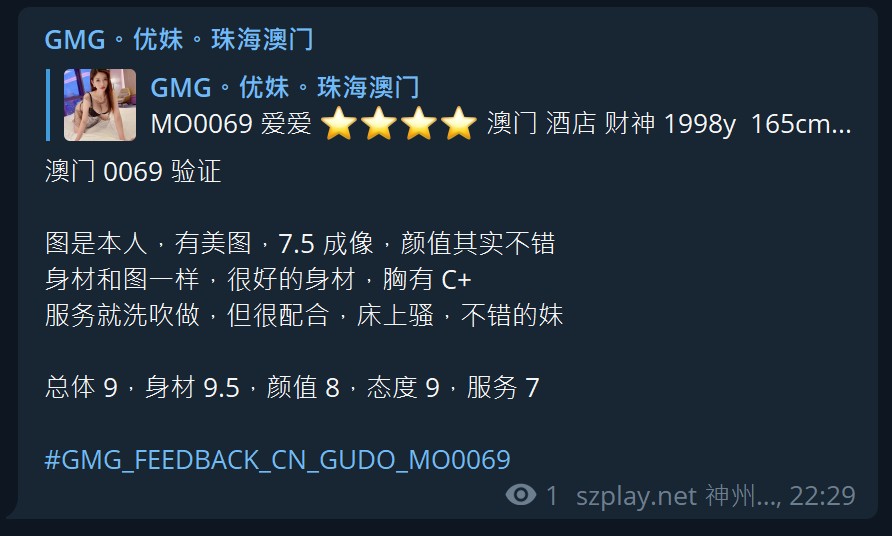 GMG。优妹。珠海澳门
GMG。优妹。珠海澳门
MO0069 爱爱 ⭐⭐⭐⭐ 澳门 酒店 财神 1998y 165cm...
澳门 0069 验证
图是本人，有美图，7.5 成像，颜值其实不错
身材和图一样，很好的身材，胸有 C+
服务就洗吹做，但很配合，床上骚，不错的妹
总体 9，身材 9.5，颜值 8，态度 9，服务 7
#GMG_FEEDBACK_CN_GUDO_MO0069
1 szplay.net 神州..., 22:29